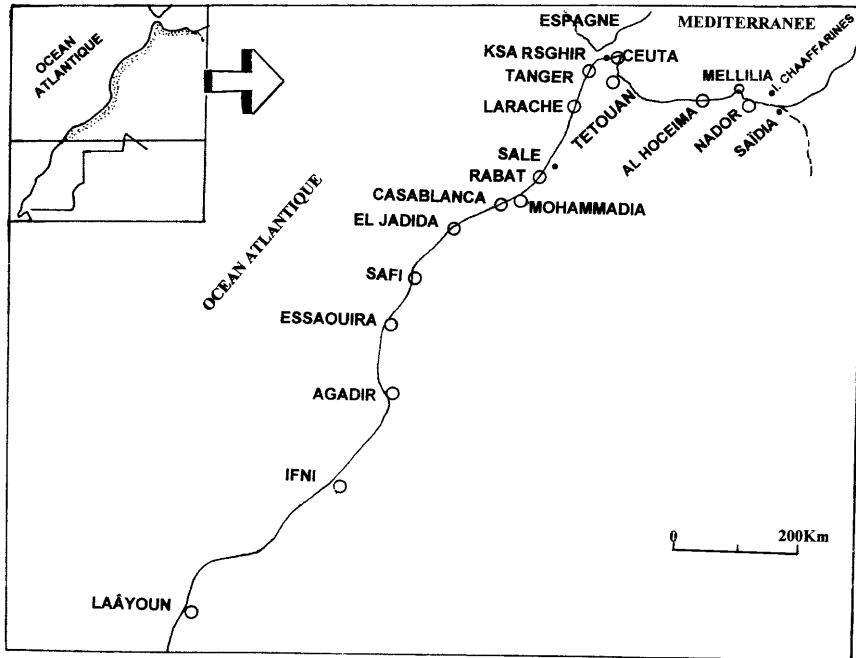 OCEAN
ATLANTIQUE
ESPAGNE
MEDITERRANEE
KSA RSGHIR
CEUTA
TANGER
MELLILIA
I. CHAAFFARINES
LARACHE
TETOUAN
AL HOCEIMA
NADOR
SAÏDIA
SALE
RABAT
CASABLANCA
MOHAMMADIA
EL JADIDA
OCEAN ATLANTIQUE
SAFI
ESSAOUIRA
AGADIR
IFNI
0
200Km
LAÂYOUN